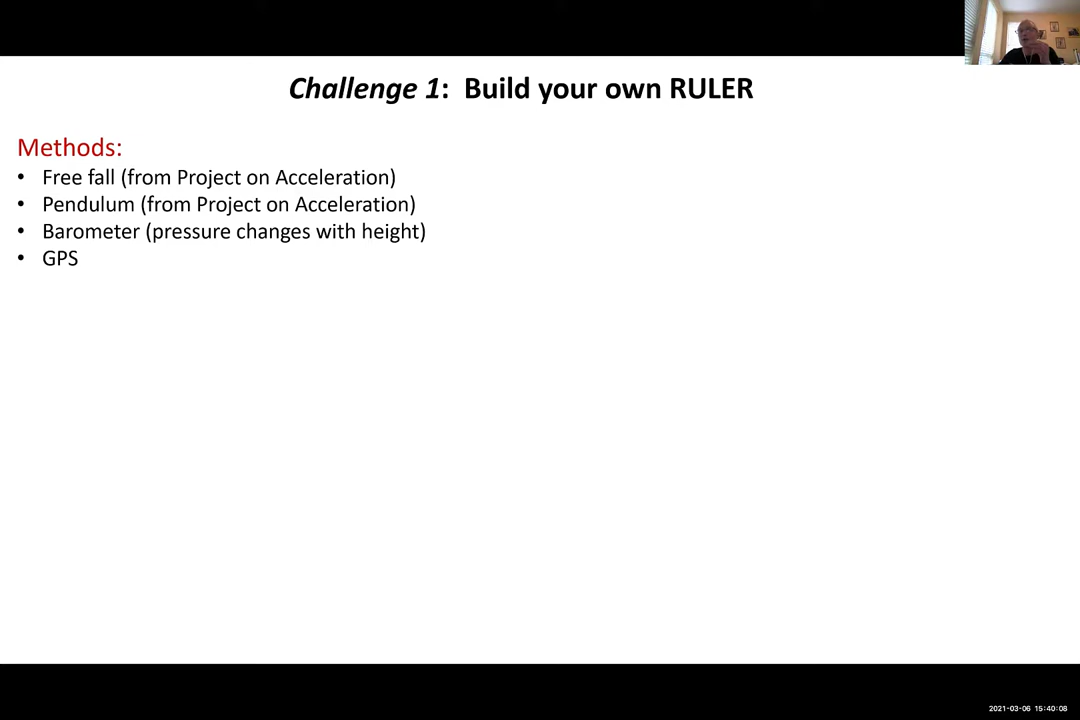 Challenge 1: Build your own RULER
Methods:
• Free fall (from Project on Acceleration)
• Pendulum (from Project on Acceleration)
• Barometer (pressure changes with height)
• GPS
2021-03-06 15:40:08